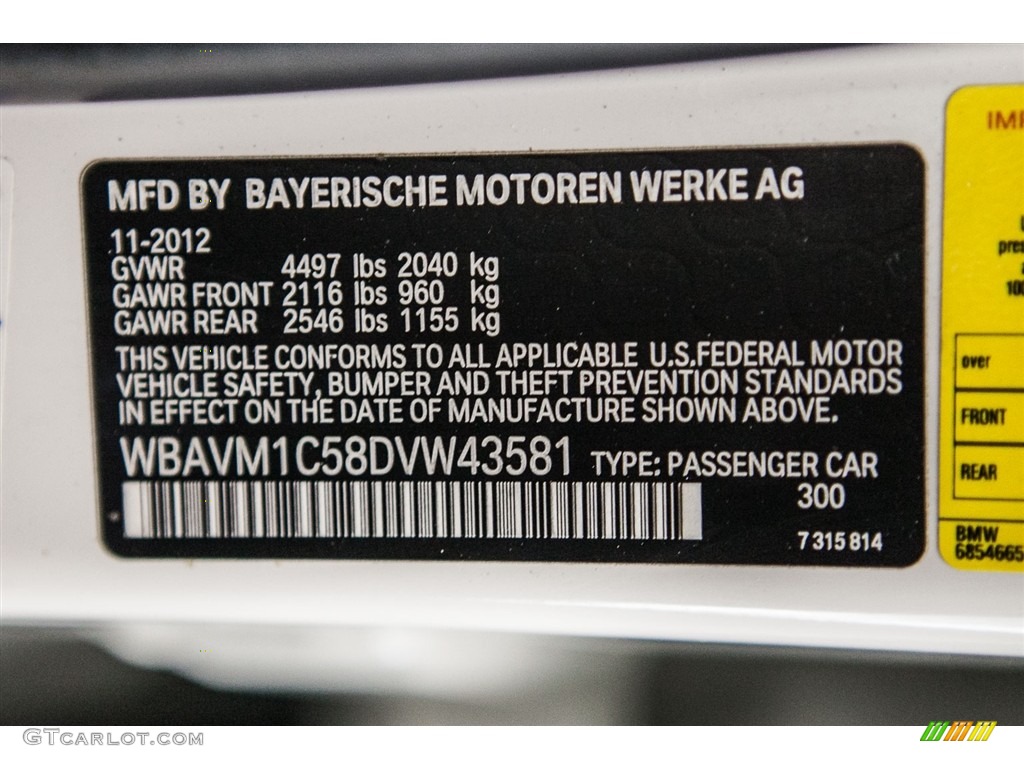 MFD BY BAYERISCHE MOTOREN WERKE AG
11-2012
GVWR 4497 lbs 2040 kg
GAWR FRONT 2116 lbs 960 kg
GAWR REAR 2546 lbs 1155 kg
THIS VEHICLE CONFORMS TO ALL APPLICABLE U.S.FEDERAL MOTOR
VEHICLE SAFETY, BUMPER AND THEFT PREVENTION STANDARDS
IN EFFECT ON THE DATE OF MANUFACTURE SHOWN ABOVE.
WBAVM1C58DVW43581 TYPE: PASSENGER CAR
300
7 315 814
over
FRONT
REAR
BMW
6854665
GTCARLOT.COM